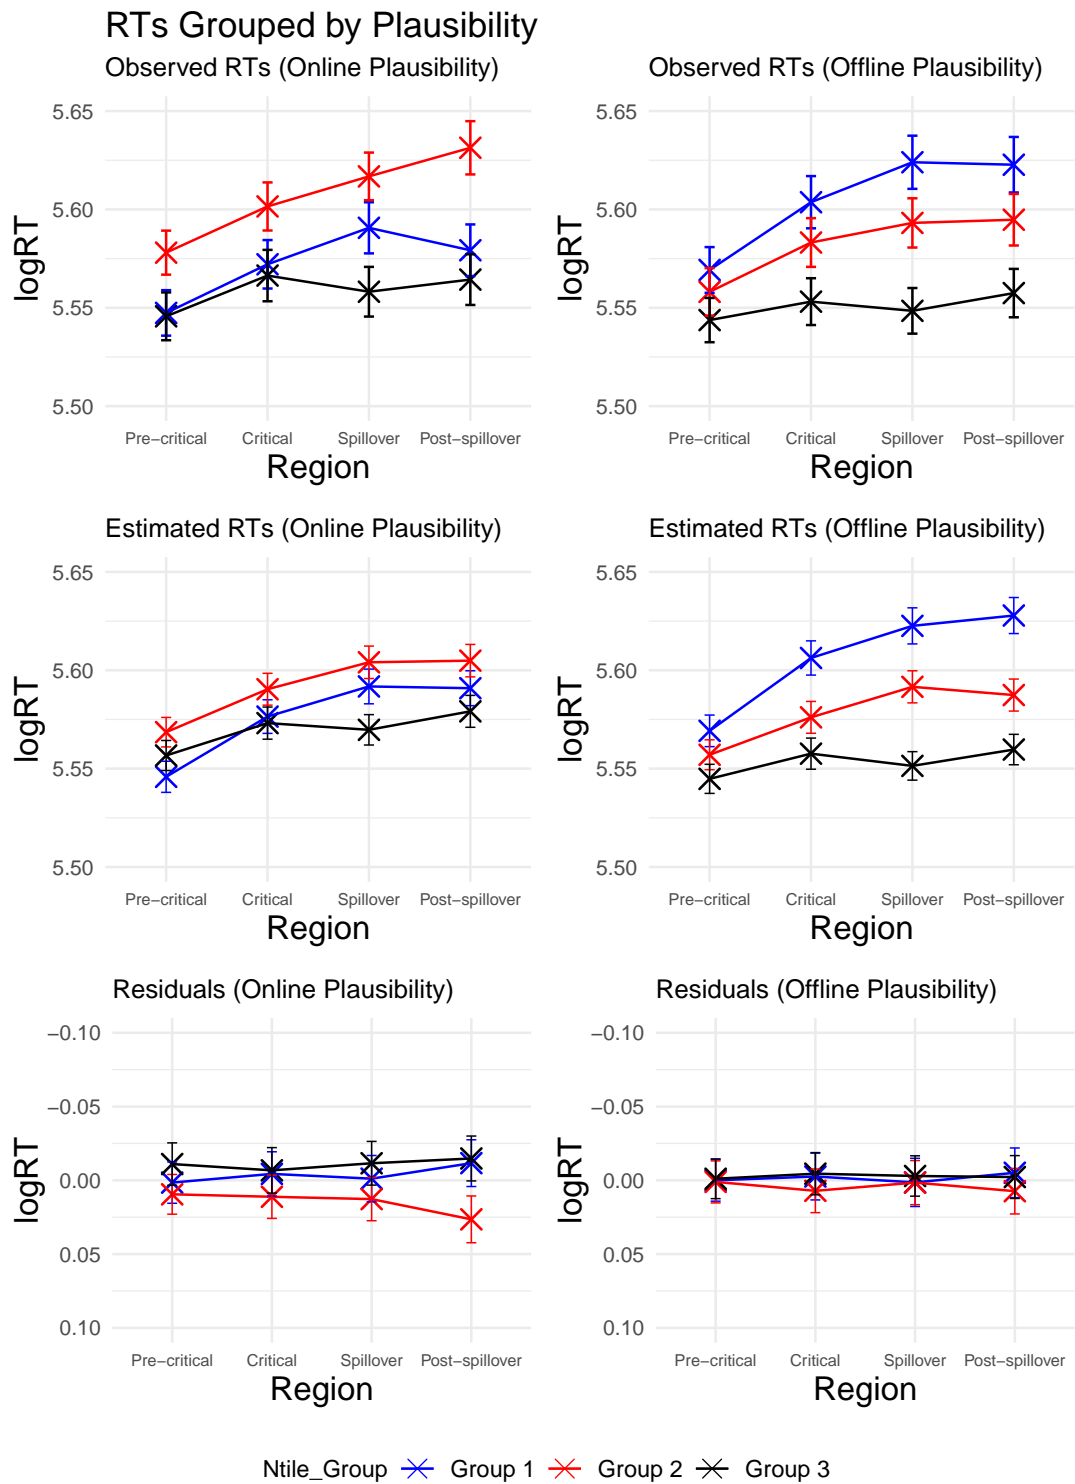 RTs Grouped by Plausibility
Observed RTs (Online Plausibility)
5.65
5.60
5.55
5.50
logRT
Pre−critical Critical Spillover Post−spillover
Region
Observed RTs (Offline Plausibility)
5.65
5.60
5.55
5.50
logRT
Pre−critical Critical Spillover Post−spillover
Region
Estimated RTs (Online Plausibility)
5.65
5.60
5.55
5.50
logRT
Pre−critical Critical Spillover Post−spillover
Region
Estimated RTs (Offline Plausibility)
5.65
5.60
5.55
5.50
logRT
Pre−critical Critical Spillover Post−spillover
Region
Residuals (Online Plausibility)
−0.10
−0.05
0.00
0.05
0.10
logRT
Pre−critical Critical Spillover Post−spillover
Region
Residuals (Offline Plausibility)
−0.10
−0.05
0.00
0.05
0.10
logRT
Pre−critical Critical Spillover Post−spillover
Region
Ntile_Group Group 1 Group 2 Group 3